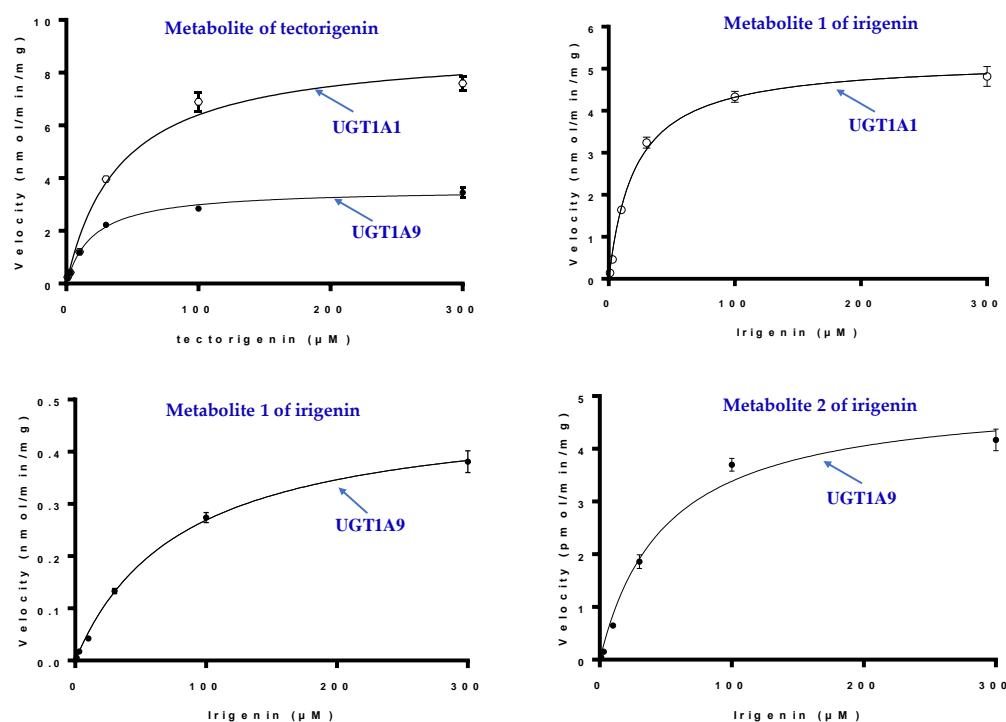 Metabolite of tectorigenin
Velocity (nmol/min/mg)
10
8
6
4
2
0
UGT1A1
UGT1A9
0 100 200 300
tectorigenin (µM)
Metabolite 1 of irigenin
Velocity (nmol/min/mg)
6
5
4
3
2
1
0
UGT1A1
0 100 200 300
Irigenin (µM)
Metabolite 1 of irigenin
Velocity (nmol/min/mg)
0.5
0.4
0.3
0.2
0.1
0.0
UGT1A9
0 100 200 300
Irigenin (µM)
Metabolite 2 of irigenin
Velocity (pmol/min/mg)
5
4
3
2
1
0
UGT1A9
0 100 200 300
Irigenin (µM)